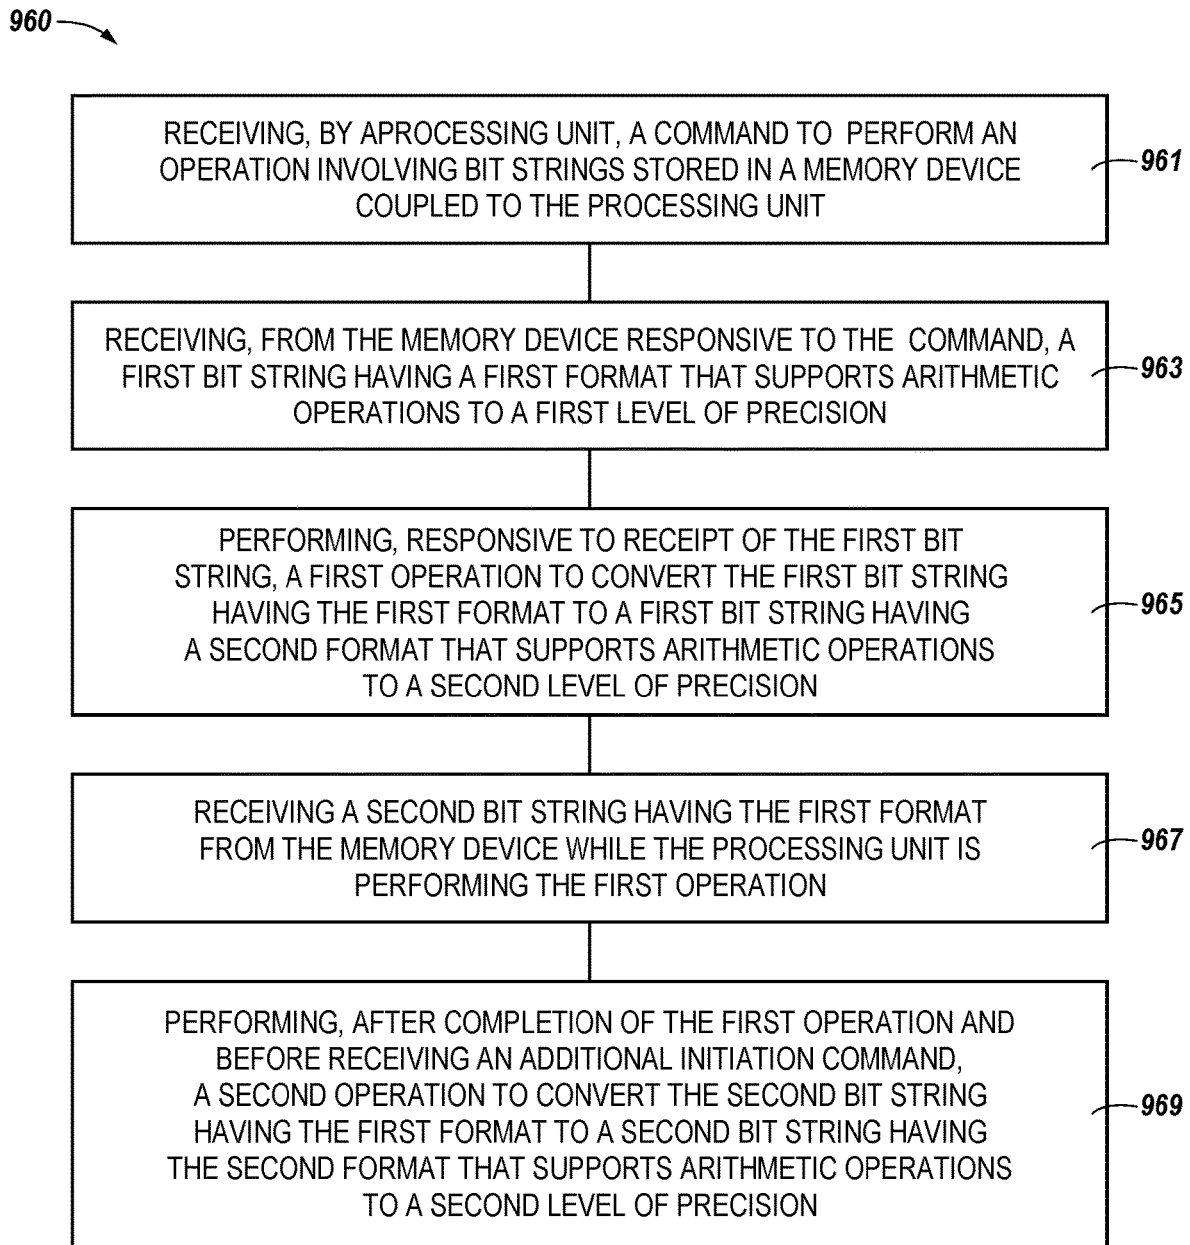 960
RECEIVING, BY APROCESSING UNIT, A COMMAND TO PERFORM AN
OPERATION INVOLVING BIT STRINGS STORED IN A MEMORY DEVICE
COUPLED TO THE PROCESSING UNIT
961
RECEIVING, FROM THE MEMORY DEVICE RESPONSIVE TO THE COMMAND, A
FIRST BIT STRING HAVING A FIRST FORMAT THAT SUPPORTS ARITHMETIC
OPERATIONS TO A FIRST LEVEL OF PRECISION
963
PERFORMING, RESPONSIVE TO RECEIPT OF THE FIRST BIT
STRING, A FIRST OPERATION TO CONVERT THE FIRST BIT STRING
HAVING THE FIRST FORMAT TO A FIRST BIT STRING HAVING
A SECOND FORMAT THAT SUPPORTS ARITHMETIC OPERATIONS
TO A SECOND LEVEL OF PRECISION
965
RECEIVING A SECOND BIT STRING HAVING THE FIRST FORMAT
FROM THE MEMORY DEVICE WHILE THE PROCESSING UNIT IS
PERFORMING THE FIRST OPERATION
967
PERFORMING, AFTER COMPLETION OF THE FIRST OPERATION AND
BEFORE RECEIVING AN ADDITIONAL INITIATION COMMAND,
A SECOND OPERATION TO CONVERT THE SECOND BIT STRING
HAVING THE FIRST FORMAT TO A SECOND BIT STRING HAVING
THE SECOND FORMAT THAT SUPPORTS ARITHMETIC OPERATIONS
TO A SECOND LEVEL OF PRECISION
969